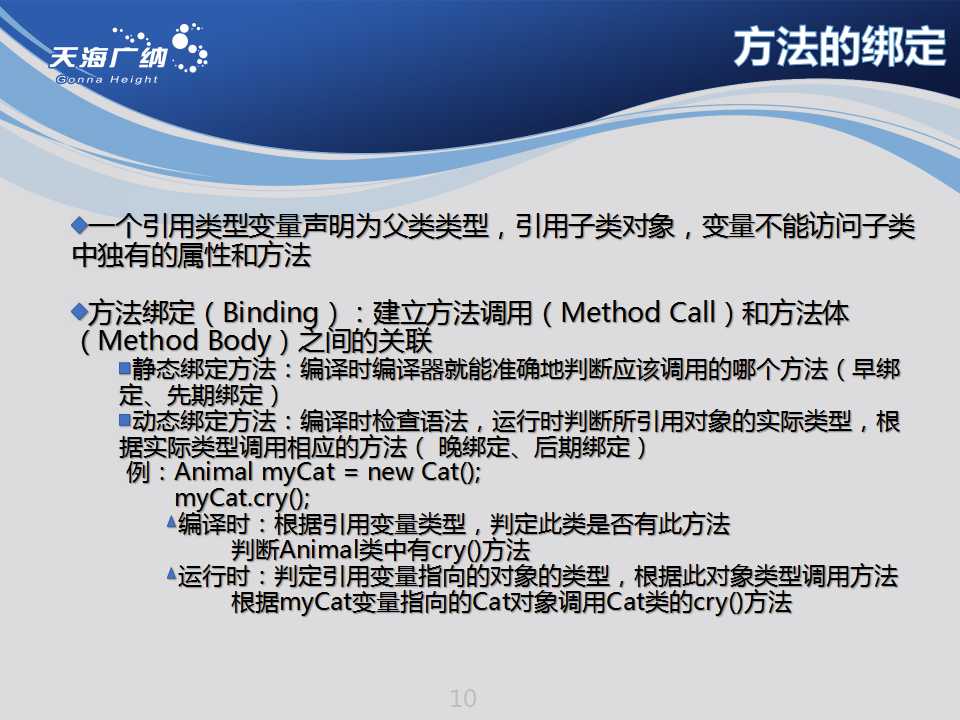 天海广纳
Gonna Height
方法的绑定
一个引用类型变量声明为父类类型，引用子类对象，变量不能访问子类
中独有的属性和方法
方法绑定（Binding）：建立方法调用（Method Call）和方法体
（Method Body）之间的关联
静态绑定方法：编译时编译器就能准确地判断应该调用的哪个方法（早绑
定、先期绑定）
动态绑定方法：编译时检查语法，运行时判断所引用对象的实际类型，根
据实际类型调用相应的方法（ 晚绑定、后期绑定）
例：Animal myCat = new Cat();
myCat.cry();
编译时：根据引用变量类型，判定此类是否有此方法
判断Animal类中有cry()方法
运行时：判定引用变量指向的对象的类型，根据此对象类型调用方法
根据myCat变量指向的Cat对象调用Cat类的cry()方法
10